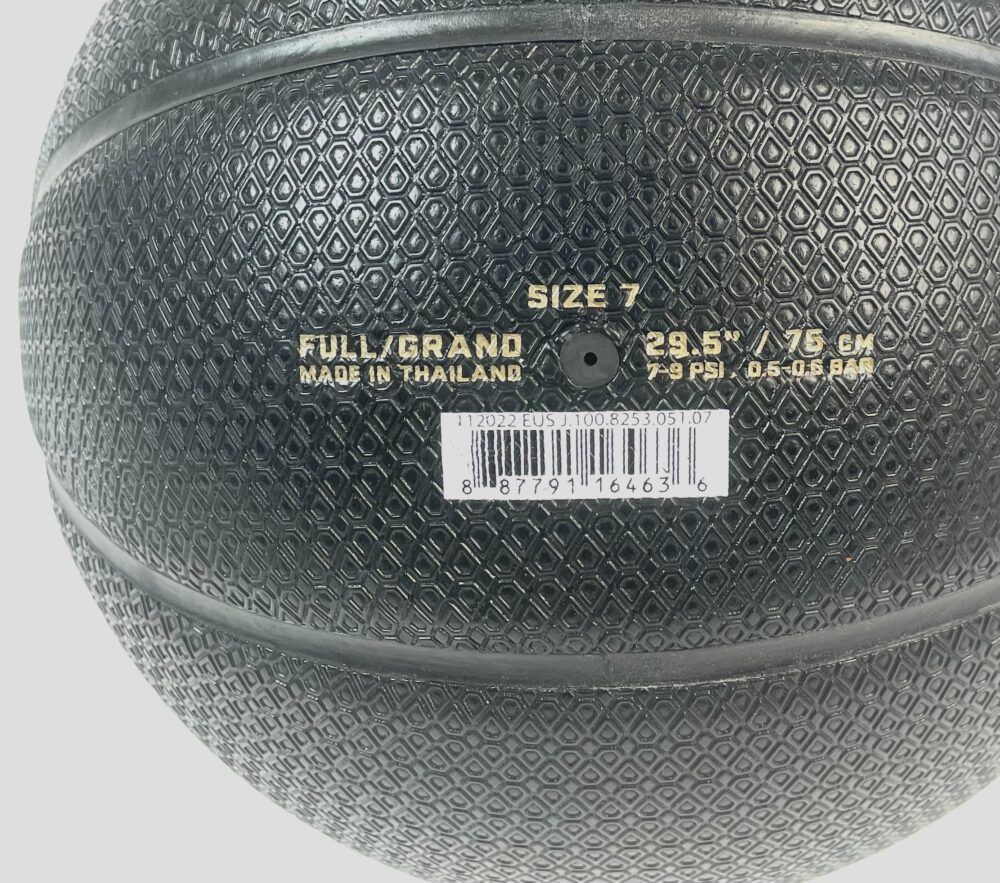 SIZE 7
FULL/GRAND
MADE IN THAILAND
29.5" / 75 CM
7-9 PSI . 0.5-0.6 BAR
112022 EUS J.100.8253.051.07
8 87791 16463 6